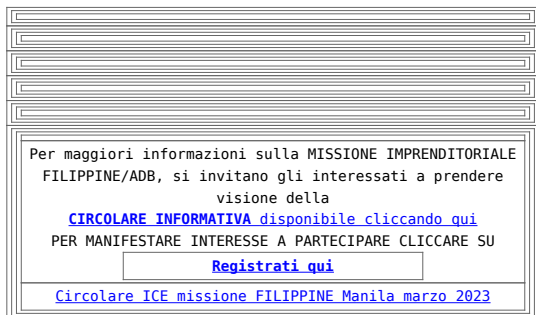 Per maggiori informazioni sulla MISSIONE IMPRENDITORIALE
FILIPPINE/ADB, si invitano gli interessati a prendere
visione della
CIRCOLARE INFORMATIVA disponibile cliccando qui
PER MANIFESTARE INTERESSE A PARTECIPARE CLICCARE SU
Registrati qui
Circolare ICE missione FILIPPINE Manila marzo 2023